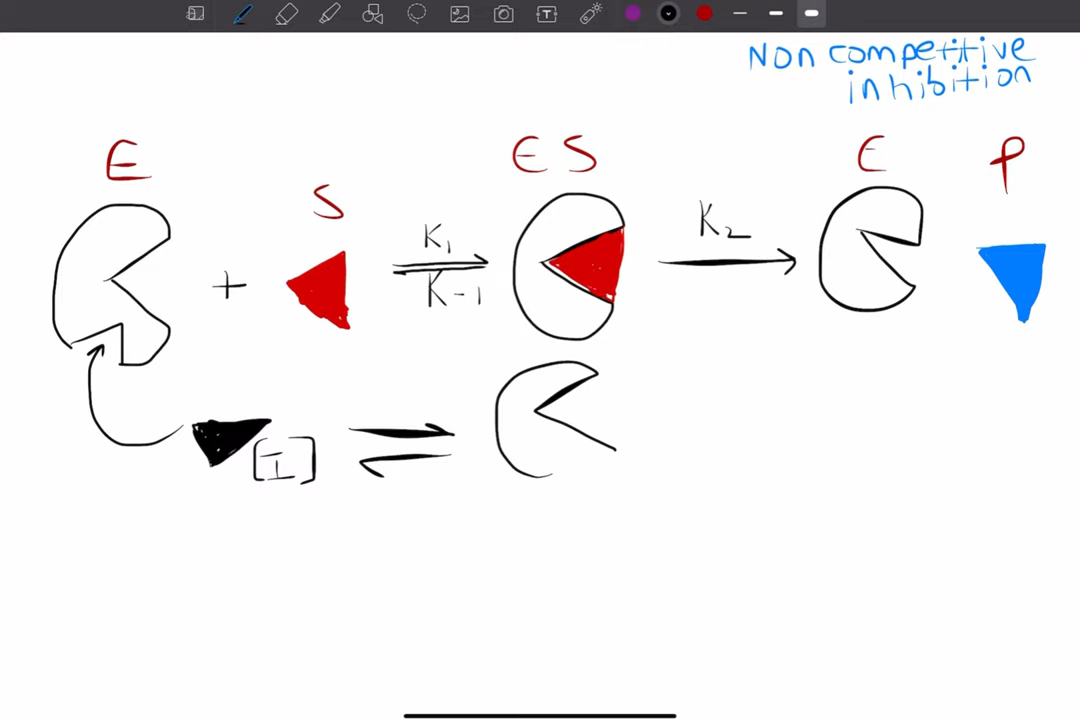 Non competitive
inhibition
E
S
ES
E
P
K1
K-1
K2
[I]